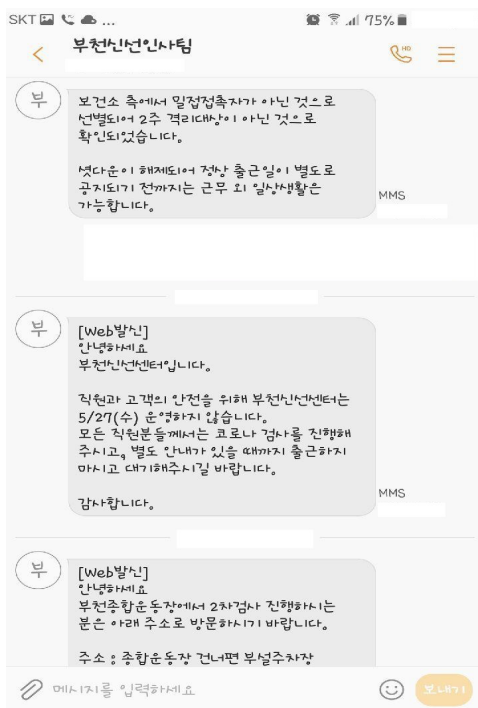 SKT ... 75%
부천신선인사팀
HD
부
보건소 측에서 밀접접촉자가 아닌 것으로
선별되어 2주 격리대상이 아닌 것으로
확인되었습니다.
셧다운이 해제되어 정상 출근일이 별도로
공지되기 전까지는 근무 외 일상생활은
가능합니다.
MMS
부
[Web발신]
안녕하세요
부천신선센터입니다.
직원과 고객의 안전을 위해 부천신선센터는
5/27(수) 운영하지 않습니다.
모든 직원분들께서는 코로나 검사를 진행해
주시고, 별도 안내가 있을 때까지 출근하지
마시고 대기해주시길 바랍니다.
감사합니다.
MMS
부
[Web발신]
안녕하세요
부천종합운동장에서 2차검사 진행하시는
분은 아래 주소로 방문하시기 바랍니다.
주소 : 종합운동장 건너편 부설주차장
메시지를 입력하세요
보내기